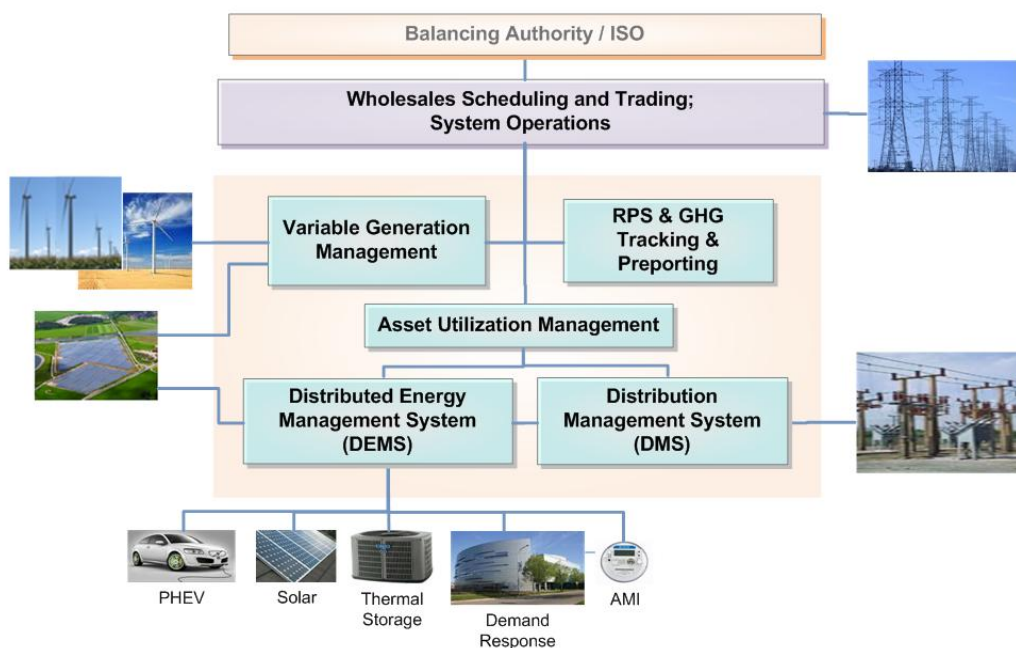 Balancing Authority / ISO
Wholesales Scheduling and Trading;
System Operations
Variable Generation
Management
RPS & GHG
Tracking &
Preporting
Asset Utilization Management
Distributed Energy
Management System
(DEMS)
Distribution
Management System
(DMS)
PHEV
Solar
Thermal
Storage
Demand
Response
AMI